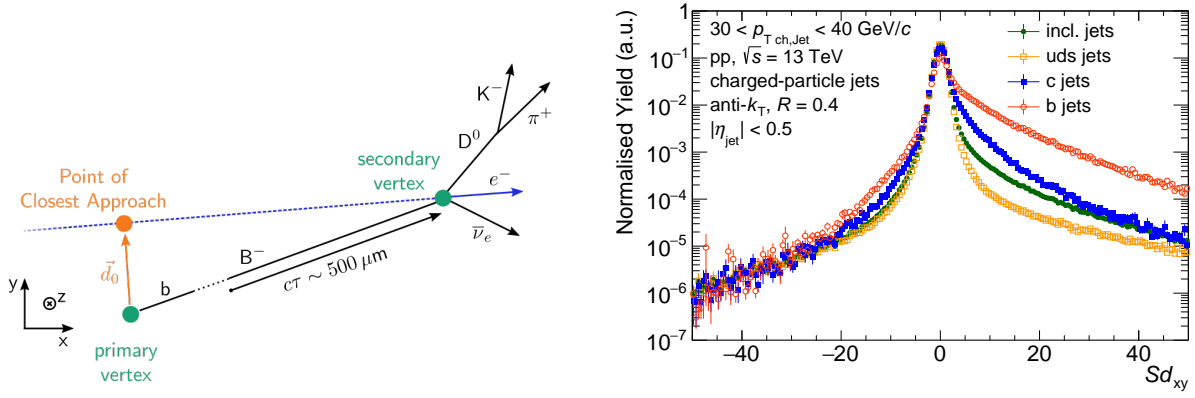 K⁻
π⁺
D⁰
secondary
vertex
e⁻
Point of
Closest Approach
ν̄ₑ
B⁻
cτ ∼ 500 μm
d⃗₀
b
y
z
x
primary
vertex
Normalised Yield (a.u.)
1
10⁻¹
10⁻²
10⁻³
10⁻⁴
10⁻⁵
10⁻⁶
10⁻⁷
30 < p_T ch,Jet < 40 GeV/c
pp, √s = 13 TeV
charged-particle jets
anti-k_T, R = 0.4
|η_jet| < 0.5
incl. jets
uds jets
c jets
b jets
−40 −20 0 20 40
Sd_xy